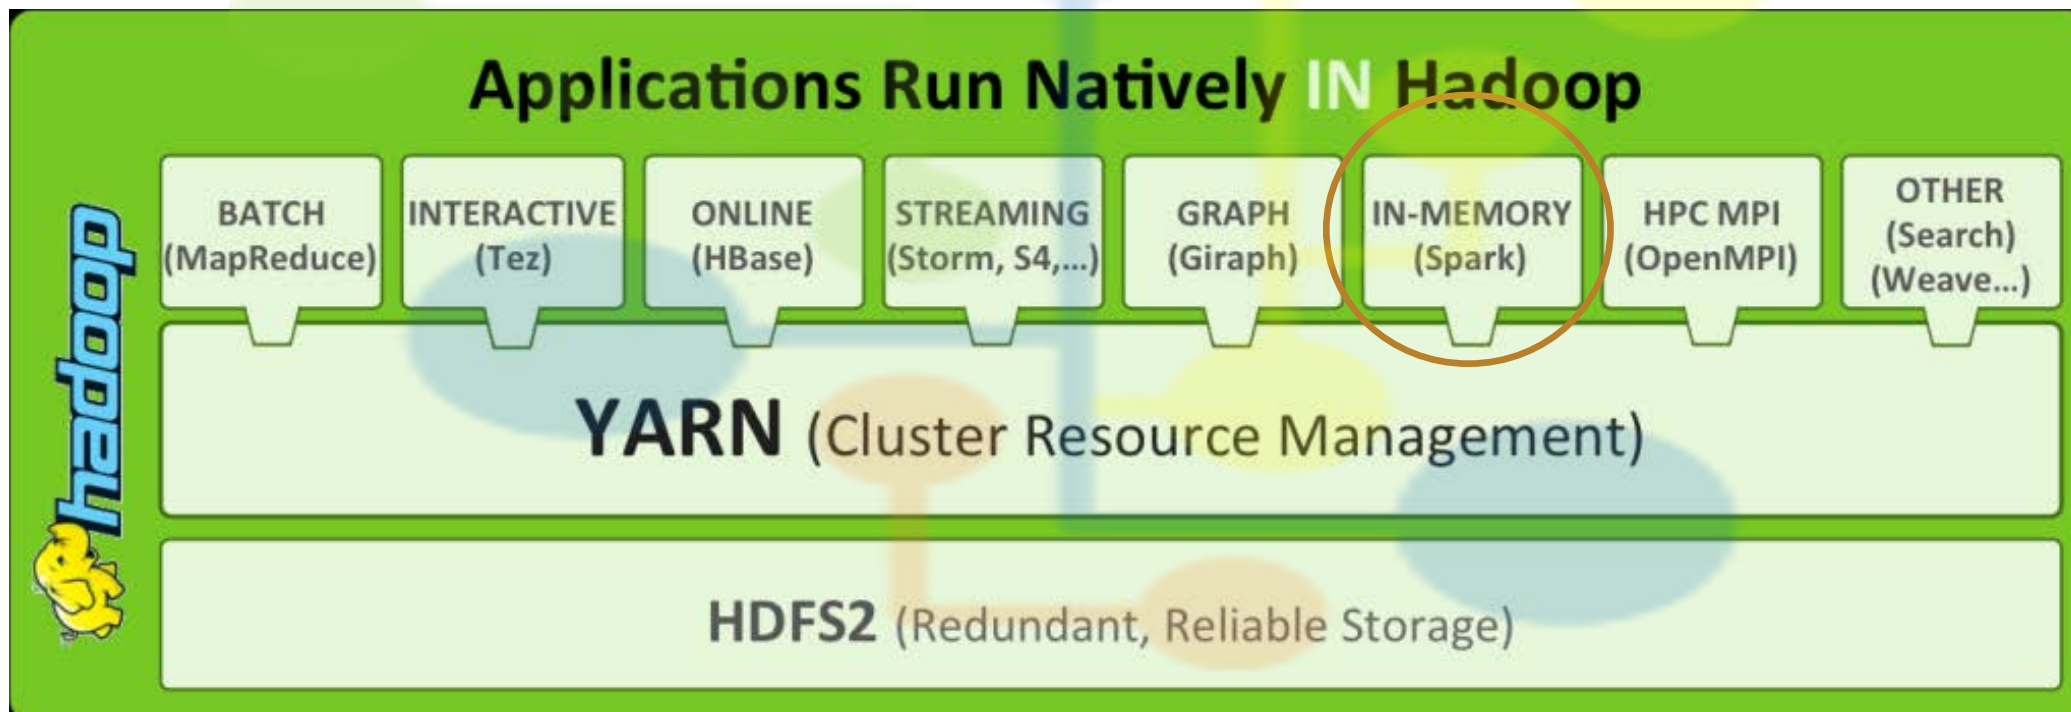 Applications Run Natively IN Hadoop
hadoop
BATCH
(MapReduce)
INTERACTIVE
(Tez)
ONLINE
(HBase)
STREAMING
(Storm, S4,...)
GRAPH
(Giraph)
IN-MEMORY
(Spark)
HPC MPI
(OpenMPI)
OTHER
(Search)
(Weave...)
YARN (Cluster Resource Management)
HDFS2 (Redundant, Reliable Storage)